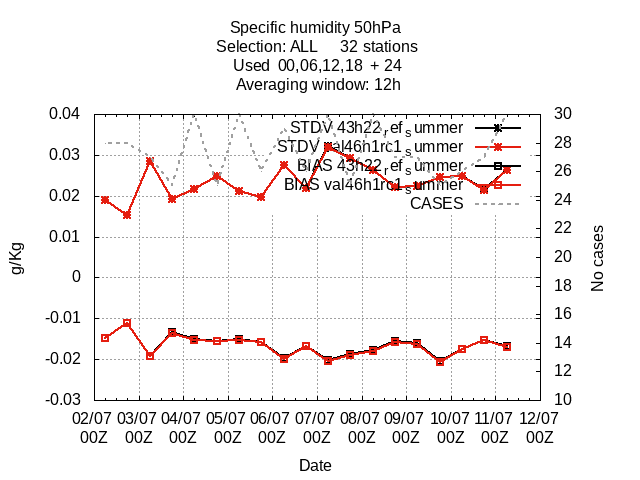 Specific humidity 50hPa
Selection: ALL 32 stations
Used 00,06,12,18 + 24
Averaging window: 12h
0.04
0.03
0.02
0.01
0
-0.01
-0.02
-0.03
30
28
26
24
22
20
18
16
14
12
10
STDV 43h22refsummer
STDV val46h1rc1summer
BIAS 43h22refsummer
BIAS val46h1rc1summer
CASES
g/Kg
No cases
02/07 03/07 04/07 05/07 06/07 07/07 08/07 09/07 10/07 11/07 12/07
00Z 00Z 00Z 00Z 00Z 00Z 00Z 00Z 00Z 00Z 00Z
Date